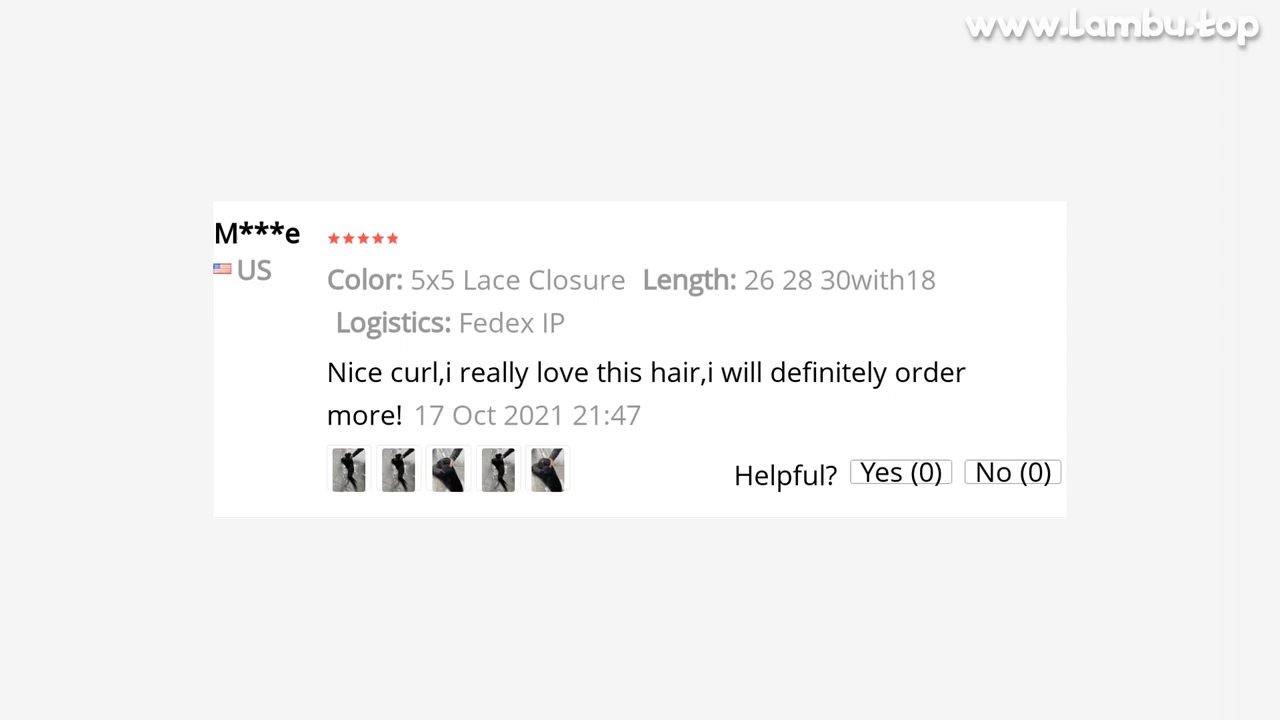 www.Lambu.top
M***e
US
Color: 5x5 Lace Closure Length: 26 28 30with18
Logistics: Fedex IP
Nice curl,i really love this hair,i will definitely order
more! 17 Oct 2021 21:47
Helpful? Yes (0) No (0)